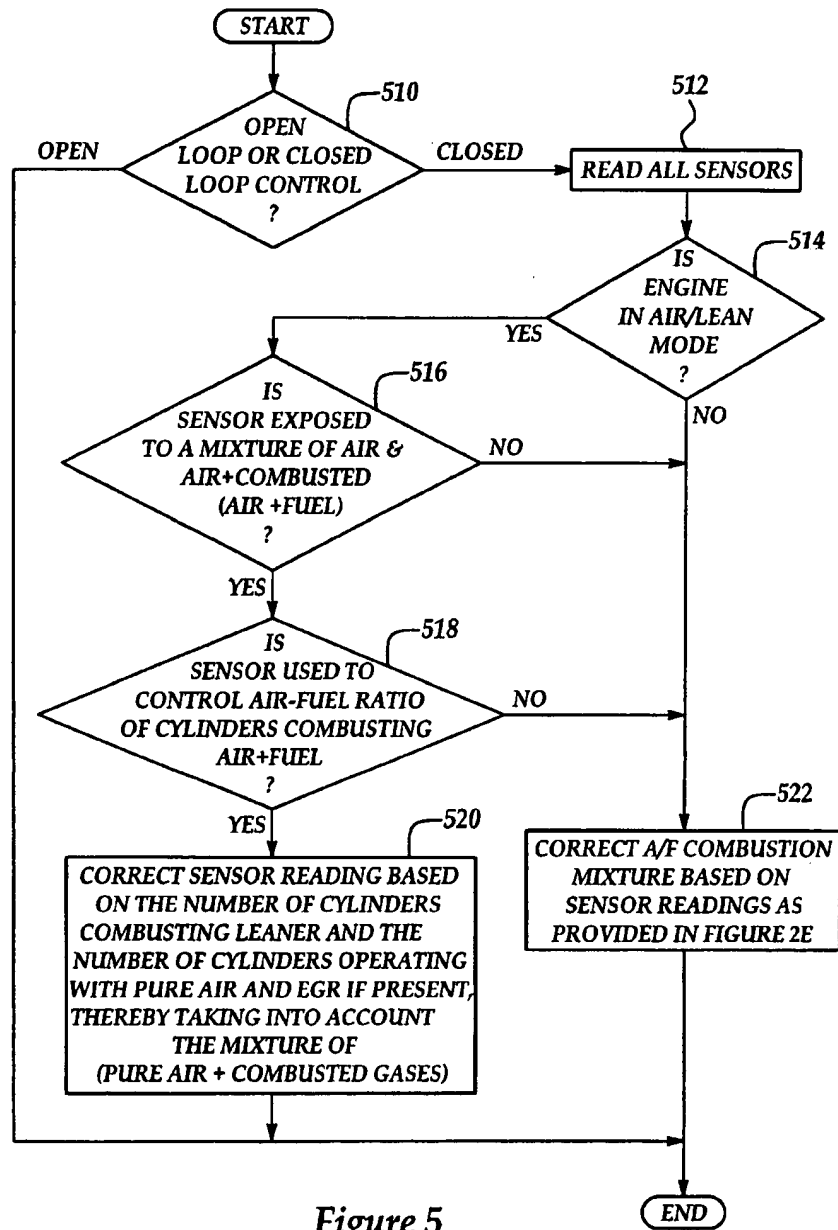 START
510
OPEN
LOOP OR CLOSED
LOOP CONTROL
?
OPEN
CLOSED
512
READ ALL SENSORS
514
IS
ENGINE
IN AIR/LEAN
MODE
?
YES
NO
516
IS
SENSOR EXPOSED
TO A MIXTURE OF AIR &
AIR+COMBUSTED
(AIR +FUEL)
?
NO
YES
518
IS
SENSOR USED TO
CONTROL AIR-FUEL RATIO
OF CYLINDERS COMBUSTING
AIR+FUEL
?
NO
YES
520
CORRECT SENSOR READING BASED
ON THE NUMBER OF CYLINDERS
COMBUSTING LEANER AND THE
NUMBER OF CYLINDERS OPERATING
WITH PURE AIR AND EGR IF PRESENT,
THEREBY TAKING INTO ACCOUNT
THE MIXTURE OF
(PURE AIR + COMBUSTED GASES)
522
CORRECT A/F COMBUSTION
MIXTURE BASED ON
SENSOR READINGS AS
PROVIDED IN FIGURE 2E
END
Figure 5